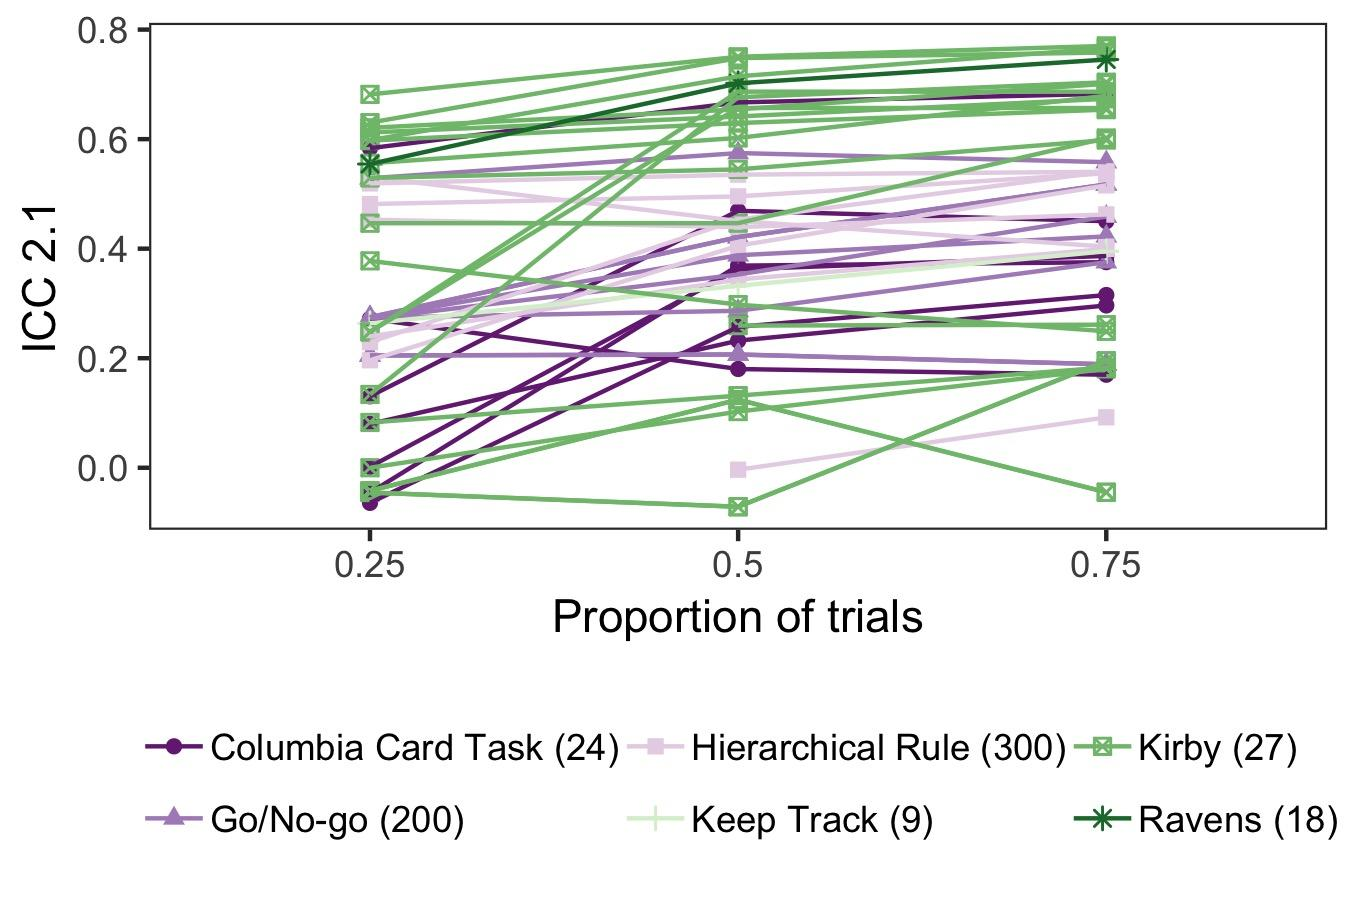 ICC 2.1
0.8
0.6
0.4
0.2
0.0
0.25 0.5 0.75
Proportion of trials
Columbia Card Task (24) Hierarchical Rule (300) Kirby (27)
Go/No-go (200) Keep Track (9) Ravens (18)